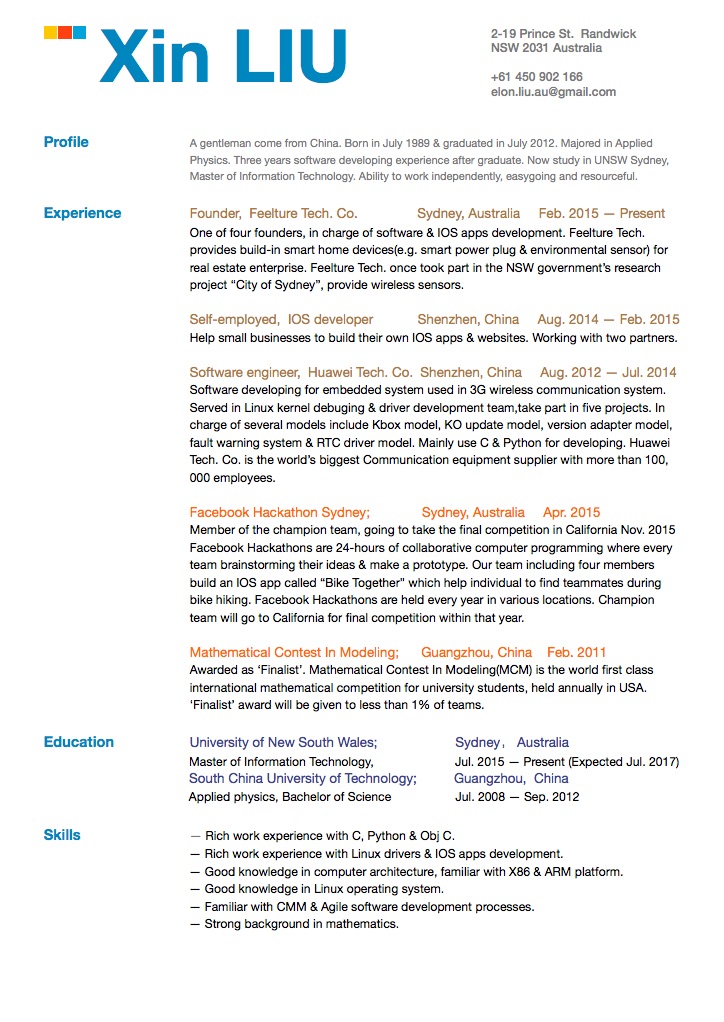 Xin LIU
2-19 Prince St. Randwick
NSW 2031 Australia
+61 450 902 166
elon.liu.au@gmail.com
Profile
A gentleman come from China. Born in July 1989 & graduated in July 2012. Majored in Applied
Physics. Three years software developing experience after graduate. Now study in UNSW Sydney,
Master of Information Technology. Ability to work independently, easygoing and resourceful.
Experience
Founder, Feelture Tech. Co. Sydney, Australia Feb. 2015 — Present
One of four founders, in charge of software & IOS apps development. Feelture Tech.
provides build-in smart home devices(e.g. smart power plug & environmental sensor) for
real estate enterprise. Feelture Tech. once took part in the NSW government's research
project “City of Sydney”, provide wireless sensors.
Self-employed, IOS developer Shenzhen, China Aug. 2014 — Feb. 2015
Help small businesses to build their own IOS apps & websites. Working with two partners.
Software engineer, Huawei Tech. Co. Shenzhen, China Aug. 2012 — Jul. 2014
Software developing for embedded system used in 3G wireless communication system.
Served in Linux kernel debuging & driver development team,take part in five projects. In
charge of several models include Kbox model, KO update model, version adapter model,
fault warning system & RTC driver model. Mainly use C & Python for developing. Huawei
Tech. Co. is the world's biggest Communication equipment supplier with more than 100,
000 employees.
Facebook Hackathon Sydney; Sydney, Australia Apr. 2015
Member of the champion team, going to take the final competition in California Nov. 2015
Facebook Hackathons are 24-hours of collaborative computer programming where every
team brainstorming their ideas & make a prototype. Our team including four members
build an IOS app called “Bike Together” which help individual to find teammates during
bike hiking. Facebook Hackathons are held every year in various locations. Champion
team will go to California for final competition within that year.
Mathematical Contest In Modeling; Guangzhou, China Feb. 2011
Awarded as ‘Finalist’. Mathematical Contest In Modeling(MCM) is the world first class
international mathematical competition for university students, held annually in USA.
‘Finalist’ award will be given to less than 1% of teams.
Education
University of New South Wales; Sydney, Australia
Master of Information Technology, Jul. 2015 — Present (Expected Jul. 2017)
South China University of Technology; Guangzhou, China
Applied physics, Bachelor of Science Jul. 2008 — Sep. 2012
Skills
— Rich work experience with C, Python & Obj C.
— Rich work experience with Linux drivers & IOS apps development.
— Good knowledge in computer architecture, familiar with X86 & ARM platform.
— Good knowledge in Linux operating system.
— Familiar with CMM & Agile software development processes.
— Strong background in mathematics.